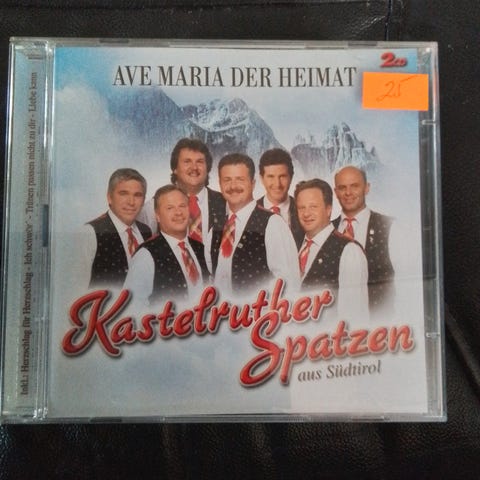 AVE MARIA DER HEIMAT
2CD
25
Kastelruther
Spatzen
aus Südtirol
Inkl.: Herzschlag für Herzschlag - Ich schwör' - Tränen passen nicht zu dir - Liebe kann